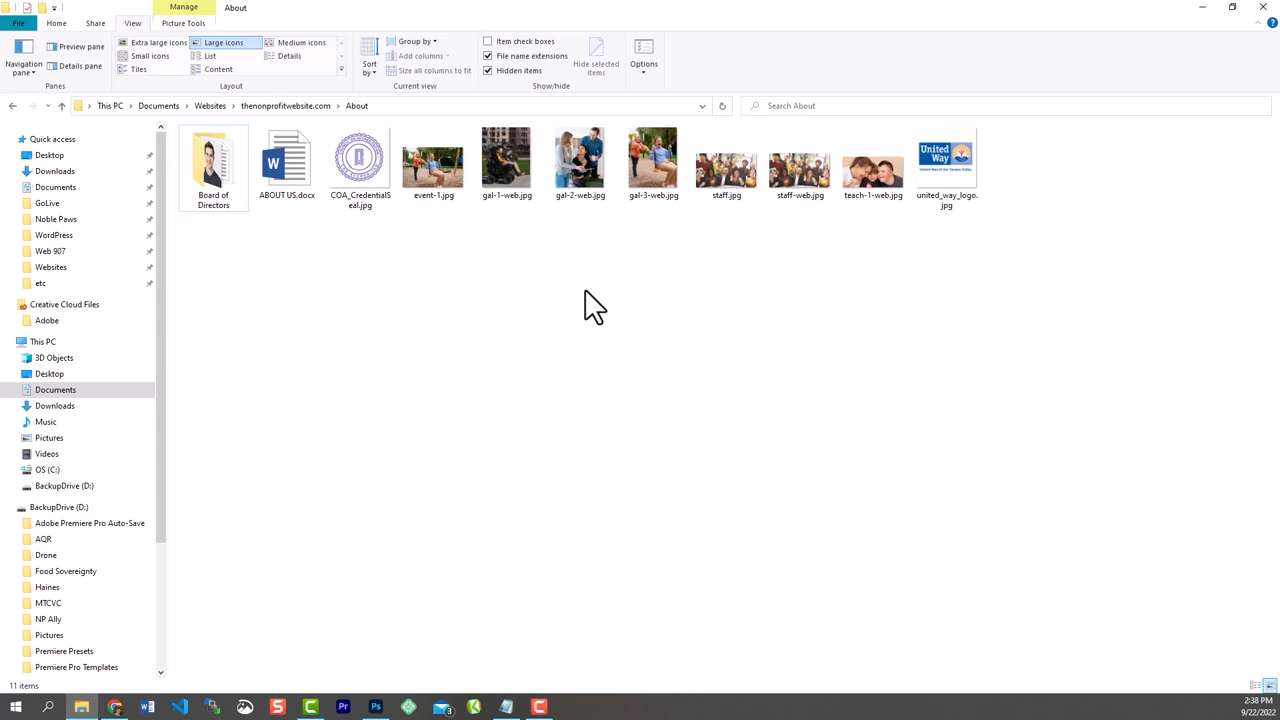 Manage
About
File
Home
Share
View
Picture Tools
Navigation
pane
Preview pane
Details pane
Panes
Extra large icons
Large icons
Medium icons
Small icons
List
Details
Tiles
Content
Layout
Sort
by
Group by
Add columns
Size all columns to fit
Current view
Item check boxes
File name extensions
Hidden items
Hide selected
items
Show/hide
Options
This PC
Documents
Websites
thenonprofitwebsite.com
About
Search About
Quick access
Desktop
Downloads
Documents
GoLive
Noble Paws
WordPress
Web 907
Websites
etc
Creative Cloud Files
Adobe
This PC
3D Objects
Desktop
Documents
Downloads
Music
Pictures
Videos
OS (C:)
BackupDrive (D:)
BackupDrive (D:)
Adobe Premiere Pro Auto-Save
AQR
Drone
Food Sovereignty
Haines
MTCVC
NP Ally
Pictures
Premiere Presets
Premiere Pro Templates
Board of
Directors
ABOUT US.docx
COA_CredentialS
eal.jpg
event-1.jpg
gal-1-web.jpg
gal-2-web.jpg
gal-3-web.jpg
staff.jpg
staff-web.jpg
teach-1-web.jpg
United
Way
united_way_logo.
jpg
11 items
2:38 PM
9/22/2022